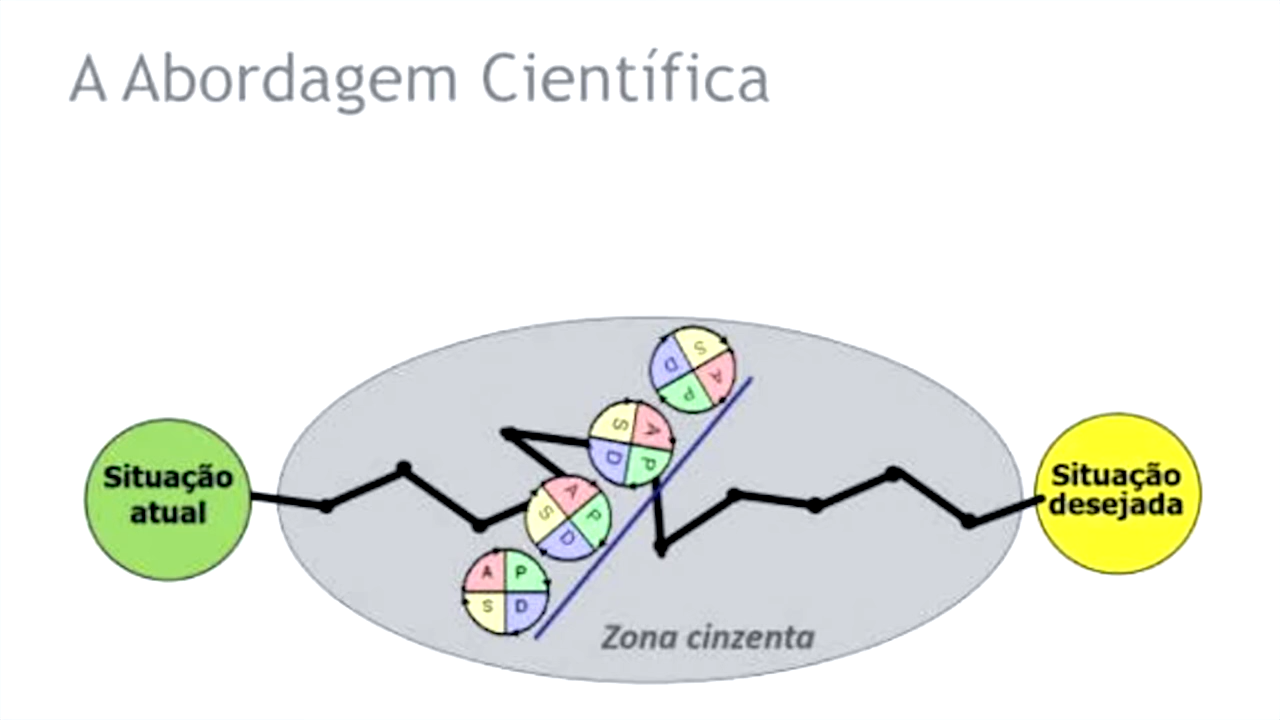 A Abordagem Científica
S
D
A
P
S
A
D
P
A
S
P
D
Situação
atual
Situação
desejada
A
P
S
D
Zona cinzenta